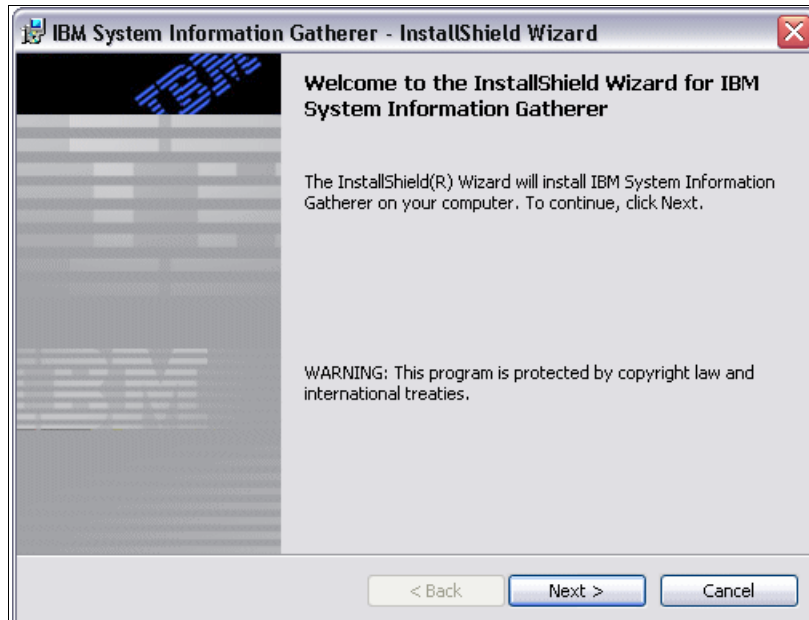 IBM System Information Gatherer - InstallShield Wizard
IBM
Welcome to the InstallShield Wizard for IBM
System Information Gatherer
The InstallShield(R) Wizard will install IBM System Information
Gatherer on your computer. To continue, click Next.
IBM
WARNING: This program is protected by copyright law and
international treaties.
< Back
Next >
Cancel